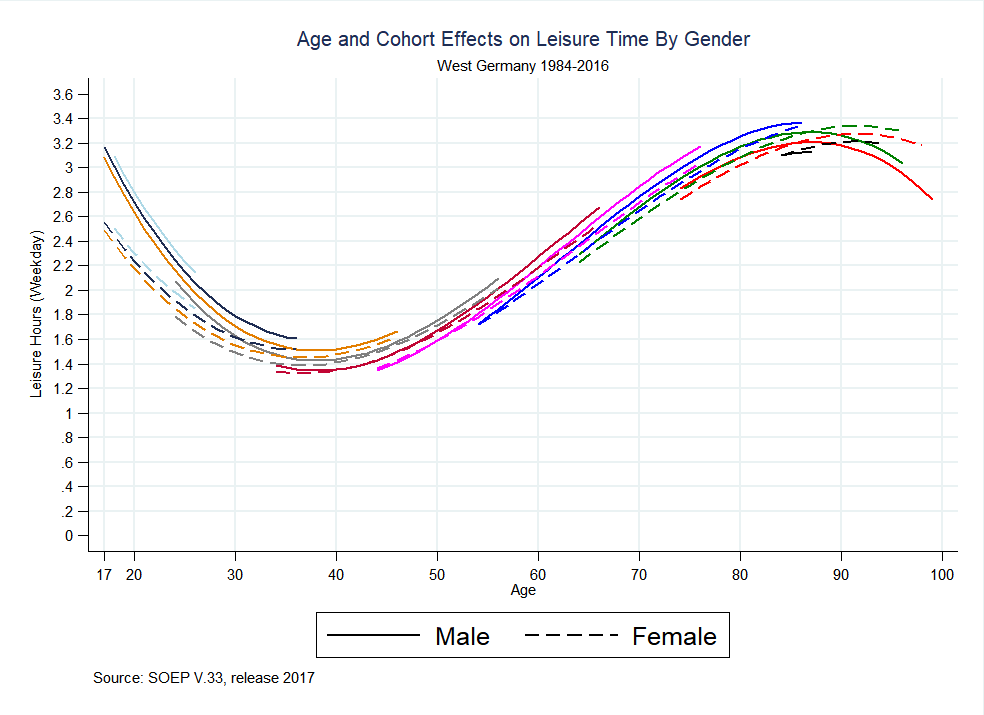 Age and Cohort Effects on Leisure Time By Gender
West Germany 1984-2016
Leisure Hours (Weekday)
3.6
3.4
3.2
3
2.8
2.6
2.4
2.2
2
1.8
1.6
1.4
1.2
1
.8
.6
.4
.2
0
17 20 30 40 50 60 70 80 90 100
Age
Male Female
Source: SOEP V.33, release 2017